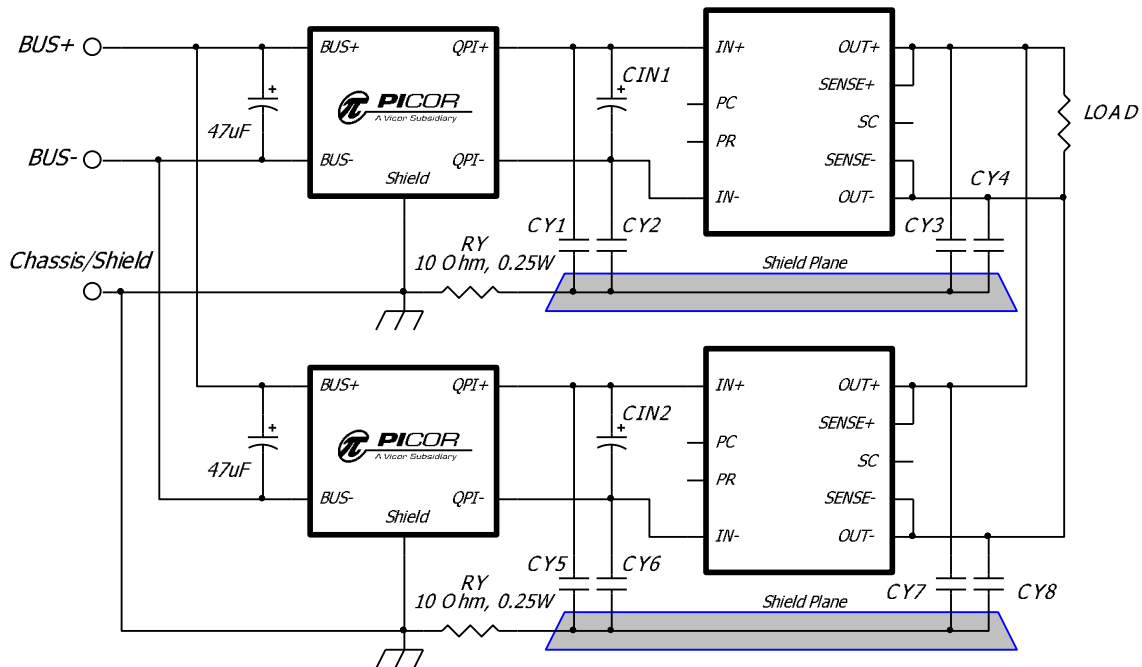 BUS+
BUS-
Chassis/Shield
47uF
BUS+
QPI+
PICOR
A Vicor Subsidiary
BUS-
QPI-
Shield
CIN1
CY1
CY2
RY
10 Ohm, 0.25W
IN+
OUT+
SENSE+
PC
SC
PR
SENSE-
IN-
OUT-
LOAD
CY3
CY4
Shield Plane
47uF
BUS+
QPI+
PICOR
A Vicor Subsidiary
BUS-
QPI-
Shield
CIN2
CY5
CY6
RY
10 Ohm, 0.25W
IN+
OUT+
SENSE+
PC
SC
PR
SENSE-
IN-
OUT-
CY7
CY8
Shield Plane